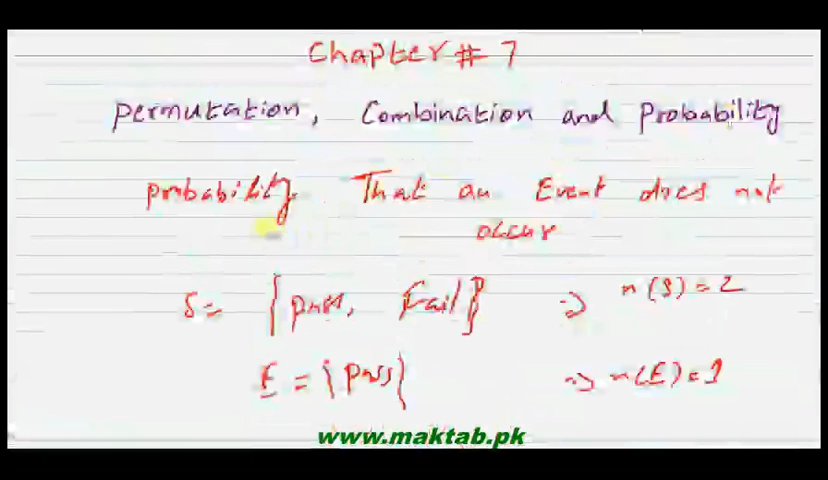 Chapter # 7
Permutation, Combination and Probability
probability That an Event does not
occur
S = {pass, Fail} => n(S) = 2
E = {pass} => n(E) = 1
www.maktab.pk